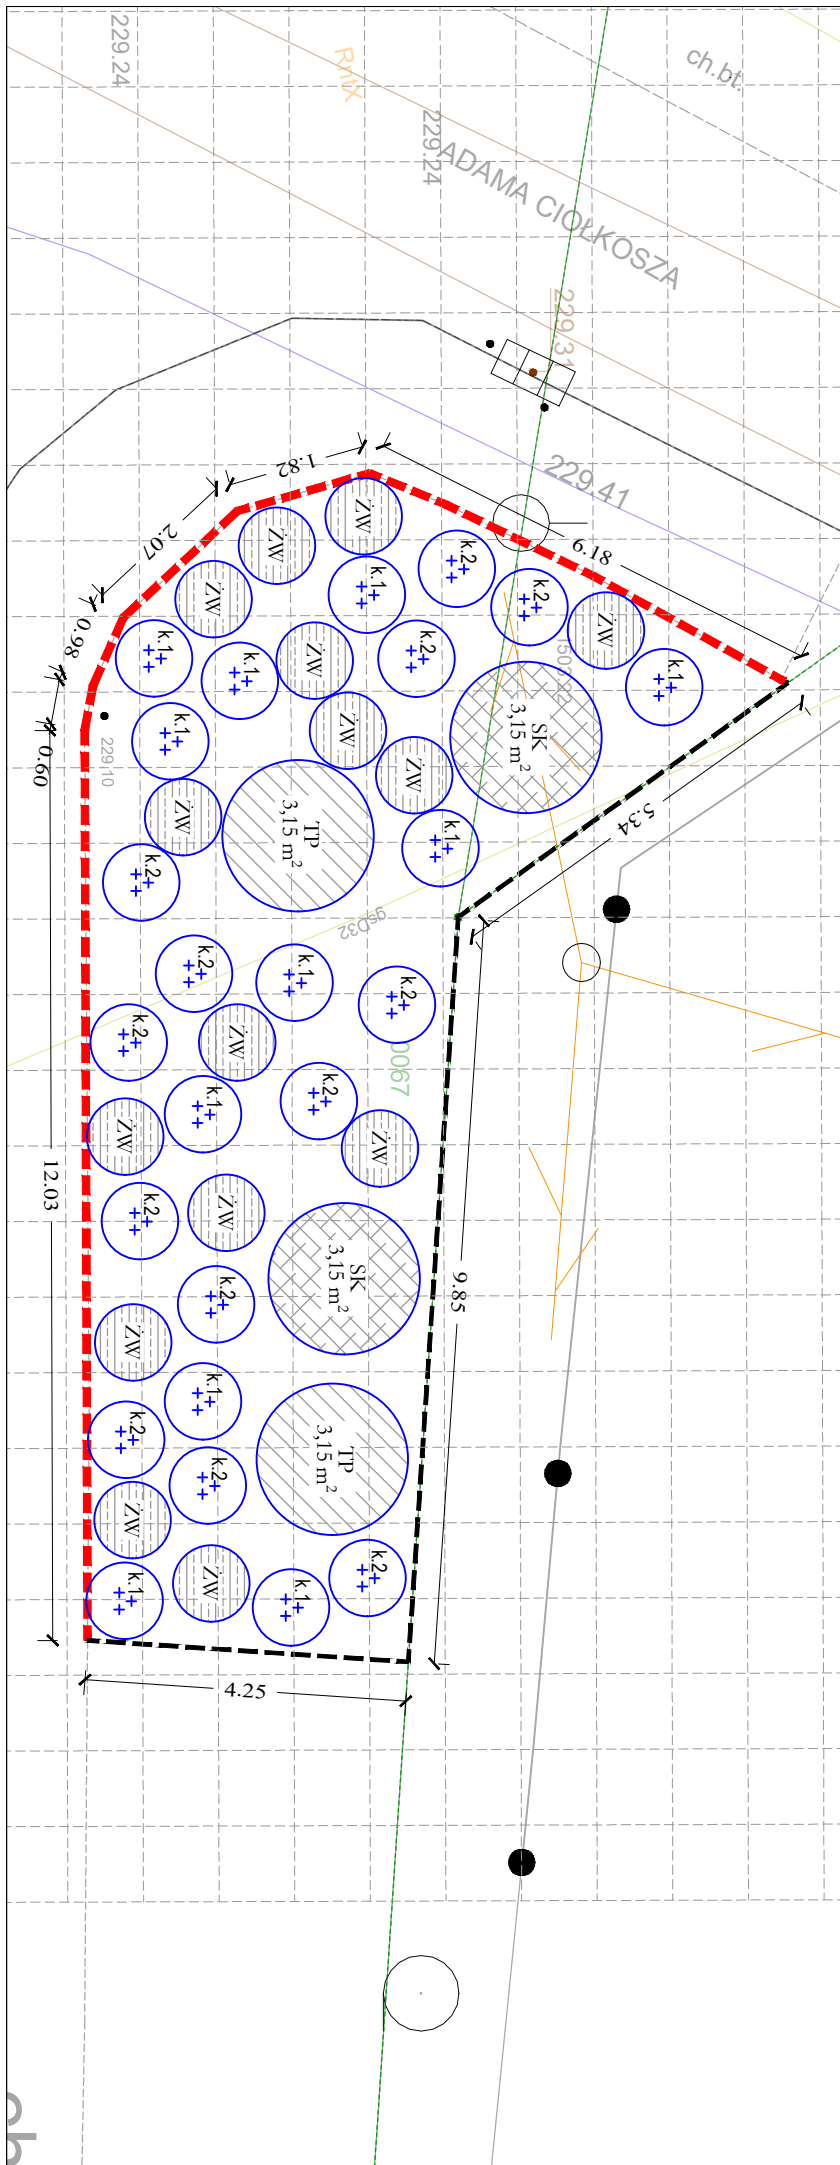 229.24
RntX
229.24
ch.bt.
ADAMA CIOŁKOSZA
229.31
229.41
1.82
6.18
2.07
0.98
0.60
5.34
229.10
ŻW
ŻW
k.2
k.1
k.2
ŻW
ŻW
k.1
k.1
ŻW
k.2
k.1
SK
3,15 m²
k.1
ŻW
ŻW
ŻW
TP
3,15 m²
k.1
k.2
gsD32
k.2
k.1
k.2
k.2
ŻW
0067
k.1
k.2
ŻW
ŻW
12.03
k.2
ŻW
SK
3,15 m²
9.85
k.2
ŻW
k.1
k.2
TP
3,15 m²
k.2
ŻW
k.2
ŻW
k.1
k.1
4.25